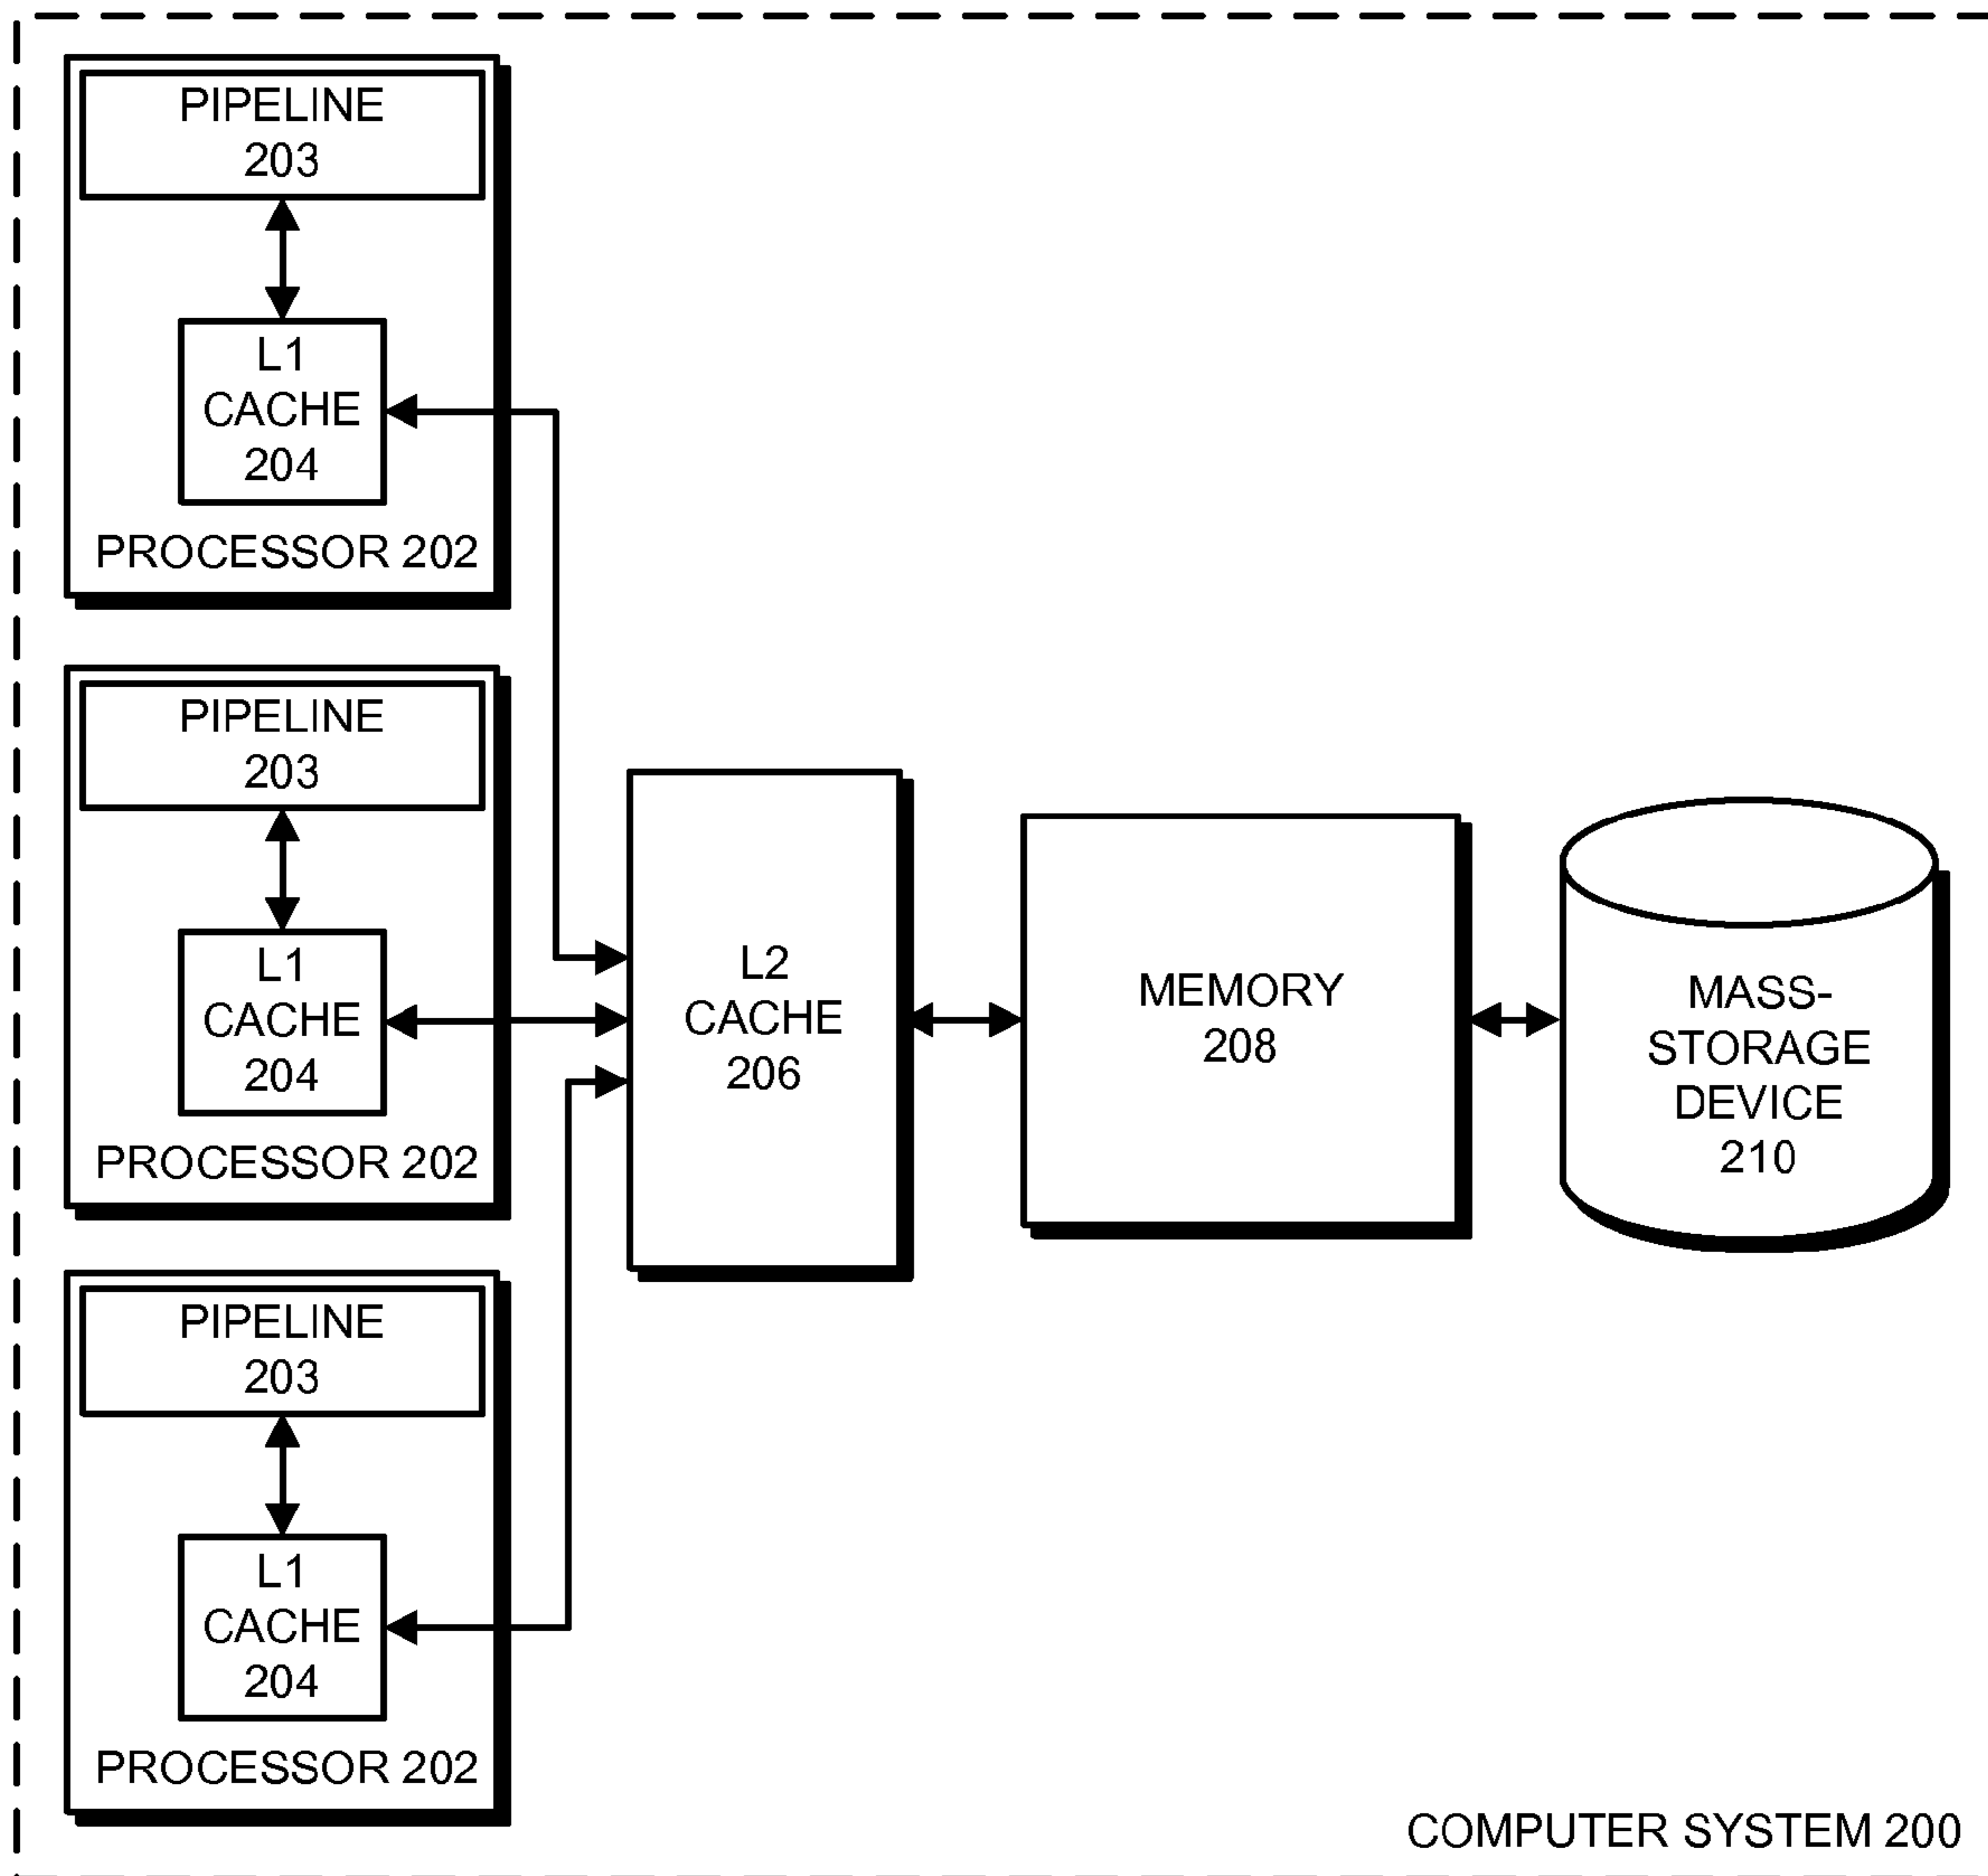 PIPELINE
203
L1
CACHE
204
PROCESSOR 202
PIPELINE
203
L1
CACHE
204
PROCESSOR 202
PIPELINE
203
L1
CACHE
204
PROCESSOR 202
L2
CACHE
206
MEMORY
208
MASS-
STORAGE
DEVICE
210
COMPUTER SYSTEM 200